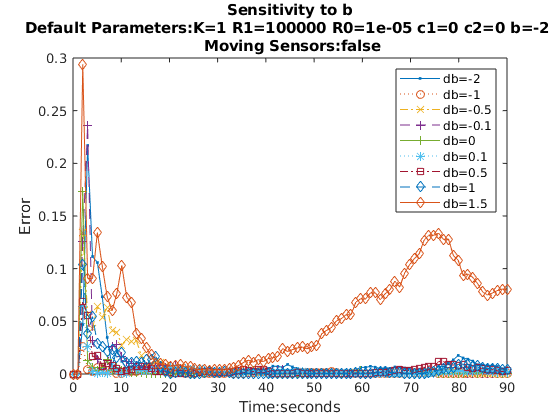 Sensitivity to b
Default Parameters:K=1 R1=100000 R0=1e-05 c1=0 c2=0 b=-2
Moving Sensors:false
0.3
0.25
0.2
0.15
0.1
0.05
0
Error
db=-2
db=-1
db=-0.5
db=-0.1
db=0
db=0.1
db=0.5
db=1
db=1.5
0 10 20 30 40 50 60 70 80 90
Time:seconds